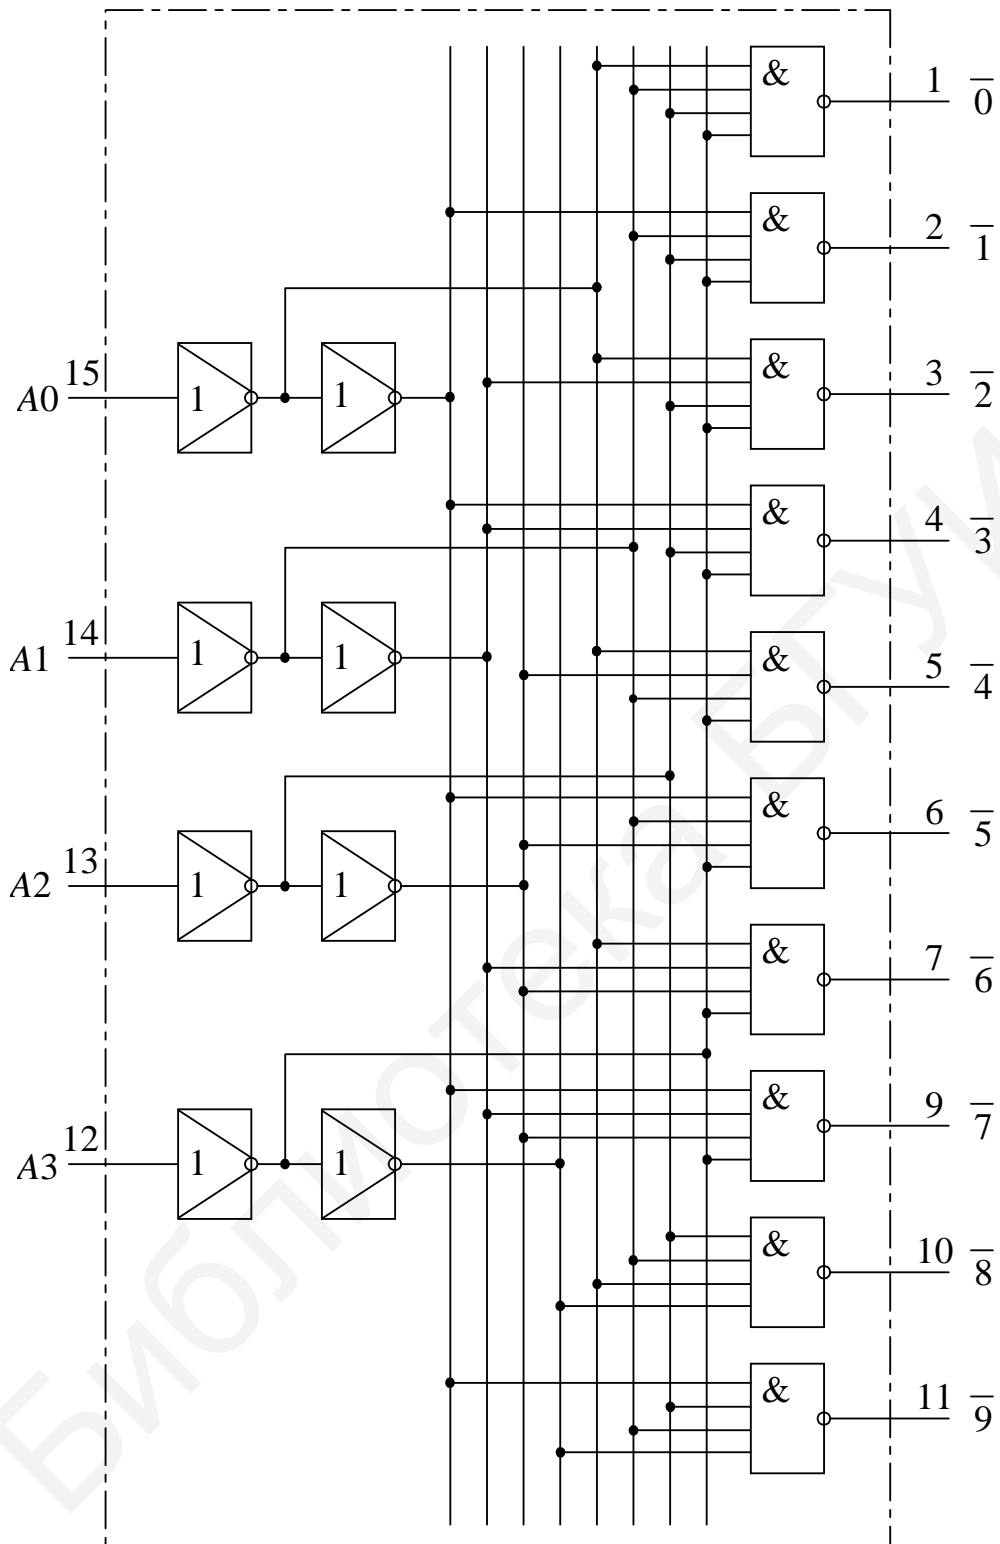 & 1 0̅
& 2 1̅
A0 15 1 1 & 3 2̅
& 4 3̅
A1 14 1 1 & 5 4̅
& 6 5̅
A2 13 1 1 & 7 6̅
& 9 7̅
A3 12 1 1 & 10 8̅
& 11 9̅
Библиотека БГУИ